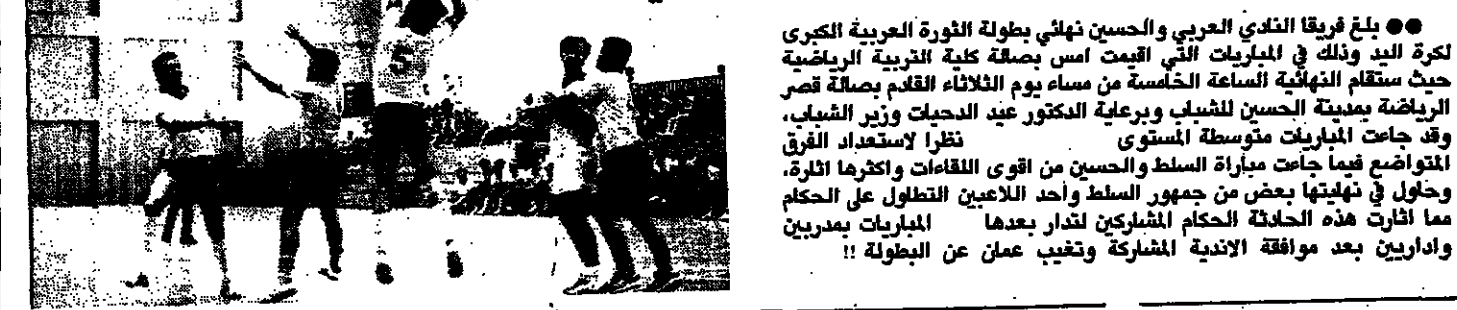 ●● بلغ فريقا النادي العربي والحسين نهائي بطولة الثورة العربية الكبرى
لكرة اليد وذلك في المباريات التي اقيمت امس بصالة كلية التربية الرياضية
حيث ستقام النهائية الساعة الخامسة من مساء يوم الثلاثاء القادم بصالة قصر
الرياضة بمدينة الحسين للشباب وبرعاية الدكتور عيد الدحيات وزير الشباب،
وقد جاءت المباريات متوسطة المستوى نظرا لاستعداد الفرق
المتواضع فيما جاءت مباراة السلط والحسين من اقوى اللقاءات واكثرها اثارة،
وحاول في نهايتها بعض من جمهور السلط وأحد اللاعبين التطاول على الحكام
مما اثارت هذه الحادثة الحكام المشاركين لتدار بعدها المباريات بمدربين
واداريين بعد موافقة الاندية المشاركة وتغيب عمان عن البطولة !!
5